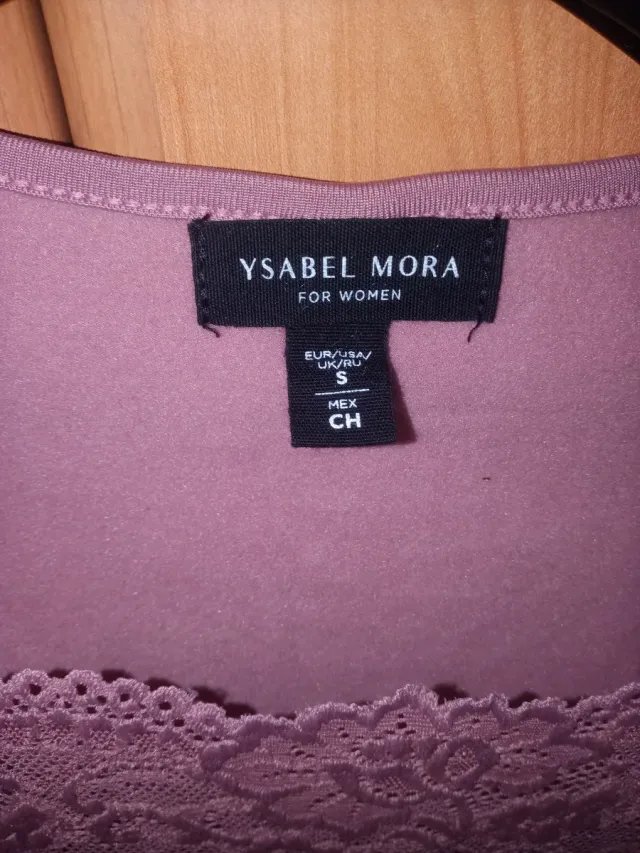 YSABEL MORA
FOR WOMEN
EUR/USA/
UK/RU
S
MEX
CH